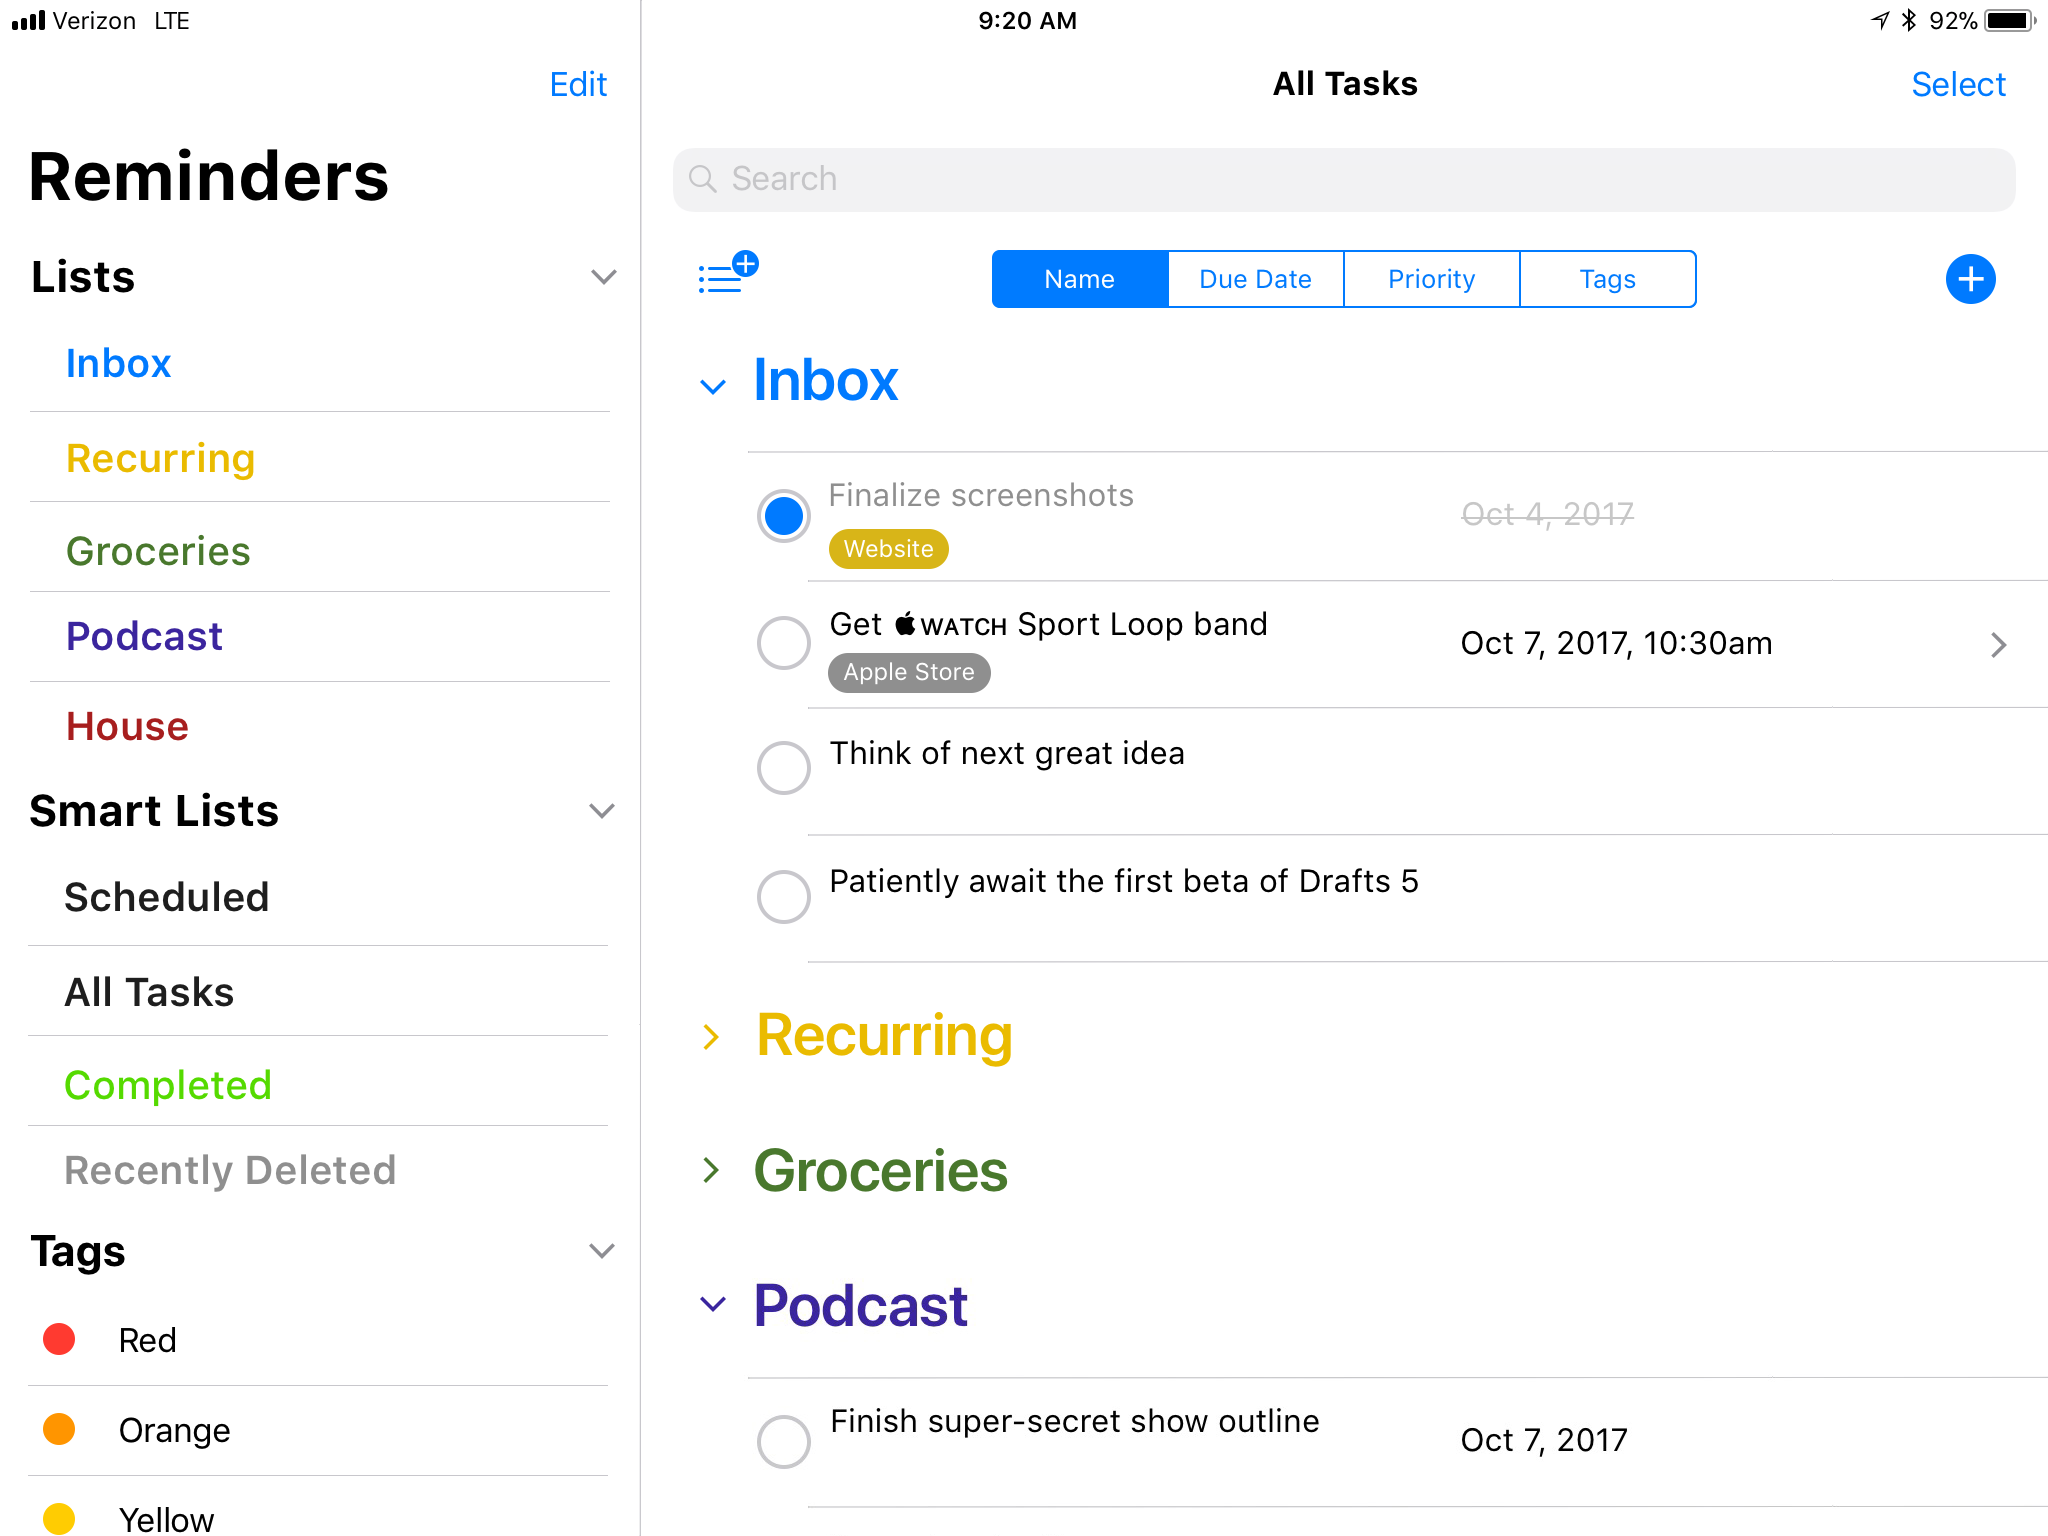 Verizon LTE
9:20 AM
92%
Edit
Reminders
Lists
Inbox
Recurring
Groceries
Podcast
House
Smart Lists
Scheduled
All Tasks
Completed
Recently Deleted
Tags
Red
Orange
Yellow
All Tasks
Select
Search
Name
Due Date
Priority
Tags
Inbox
Finalize screenshots
Oct 4, 2017
Website
Get WATCH Sport Loop band
Oct 7, 2017, 10:30am
Apple Store
Think of next great idea
Patiently await the first beta of Drafts 5
Recurring
Groceries
Podcast
Finish super-secret show outline
Oct 7, 2017